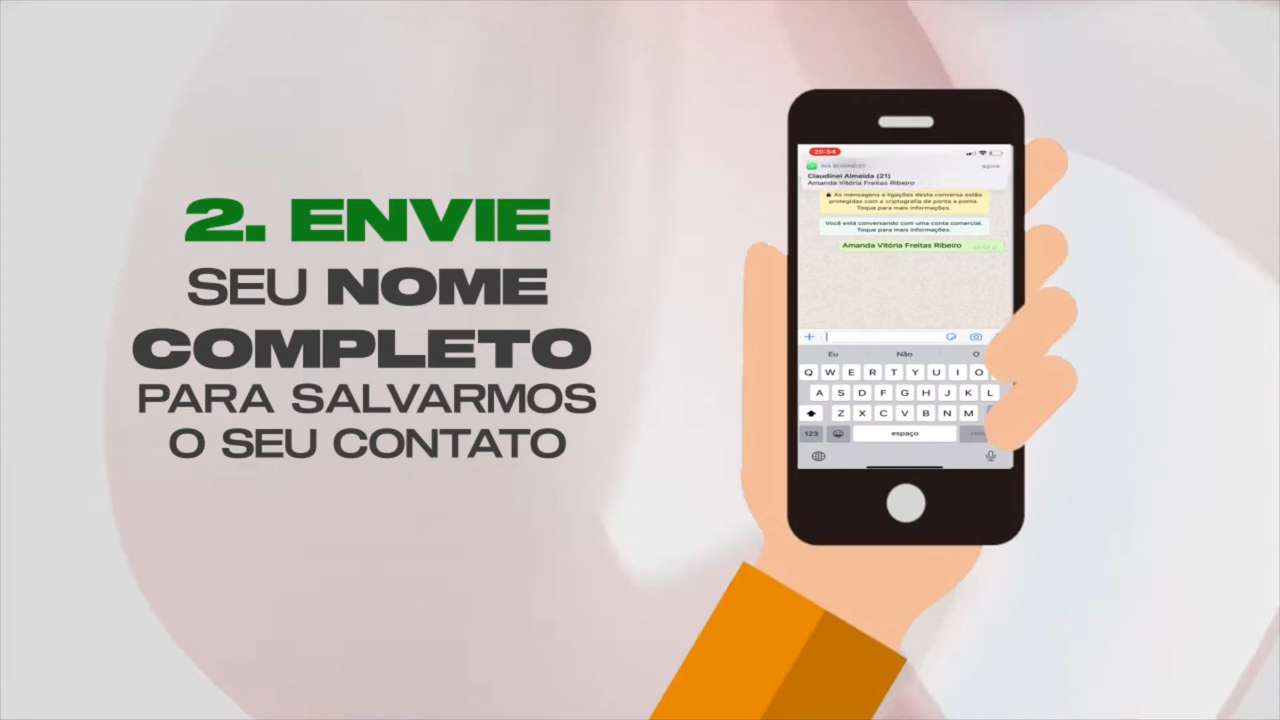 2. ENVIE
SEU NOME
COMPLETO
PARA SALVARMOS
O SEU CONTATO
20:54
WA BUSINESS
agora
Claudinei Almeida (21)
Amanda Vitória Freitas Ribeiro
As mensagens e ligações desta conversa estão
protegidas com a criptografia de ponta a ponta.
Toque para mais informações.
Você está conversando com uma conta comercial.
Toque para mais informações.
Amanda Vitória Freitas Ribeiro
Eu Não O
Q W E R T Y U I O
A S D F G H J K L
Z X C V B N M
123 espaço